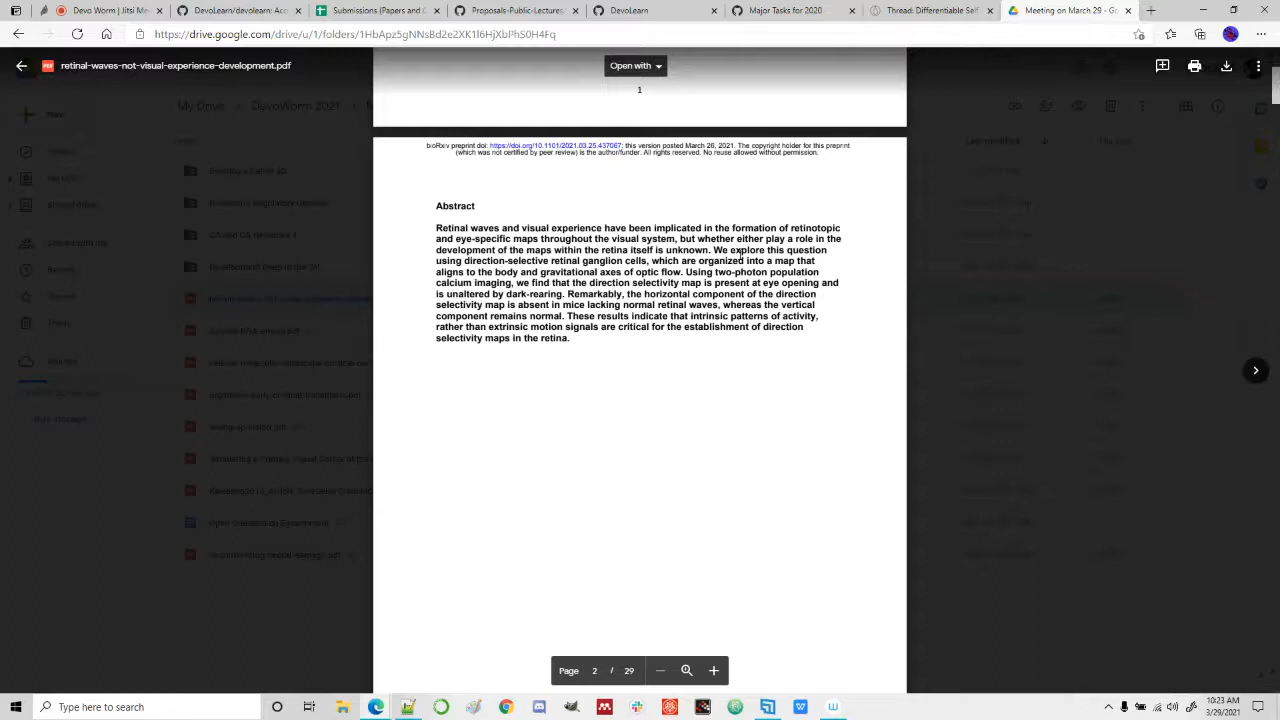 Submissions Papers and C
Proposals-Public-Lectures
DevoLearn
Major Task for 2020
Thread Differentiable Self
Meeting on March 29 - Go
https://drive.google.com/drive/u/1/folders/1HbApz5gNNsBd2e2XK1I6HjXbPhS0H4Fq
retinal-waves-not-visual-experience-development.pdf
Open with
1
My Drive
DevoWorm 2021
bioRxiv preprint doi: https://doi.org/10.1101/2021.03.25.437067; this version posted March 26, 2021. The copyright holder for this preprint
(which was not certified by peer review) is the author/funder. All rights reserved. No reuse allowed without permission.
Abstract
Retinal waves and visual experience have been implicated in the formation of retinotopic
and eye-specific maps throughout the visual system, but whether either play a role in the
development of the maps within the retina itself is unknown. We explore this question
using direction-selective retinal ganglion cells, which are organized into a map that
aligns to the body and gravitational axes of optic flow. Using two-photon population
calcium imaging, we find that the direction selectivity map is present at eye opening and
is unaltered by dark-rearing. Remarkably, the horizontal component of the direction
selectivity map is absent in mice lacking normal retinal waves, whereas the vertical
component remains normal. These results indicate that intrinsic patterns of activity,
rather than extrinsic motion signals are critical for the establishment of direction
selectivity maps in the retina.
Buy storage
Page 2 / 29
Type here to search
10:23 AM
3/29/2021